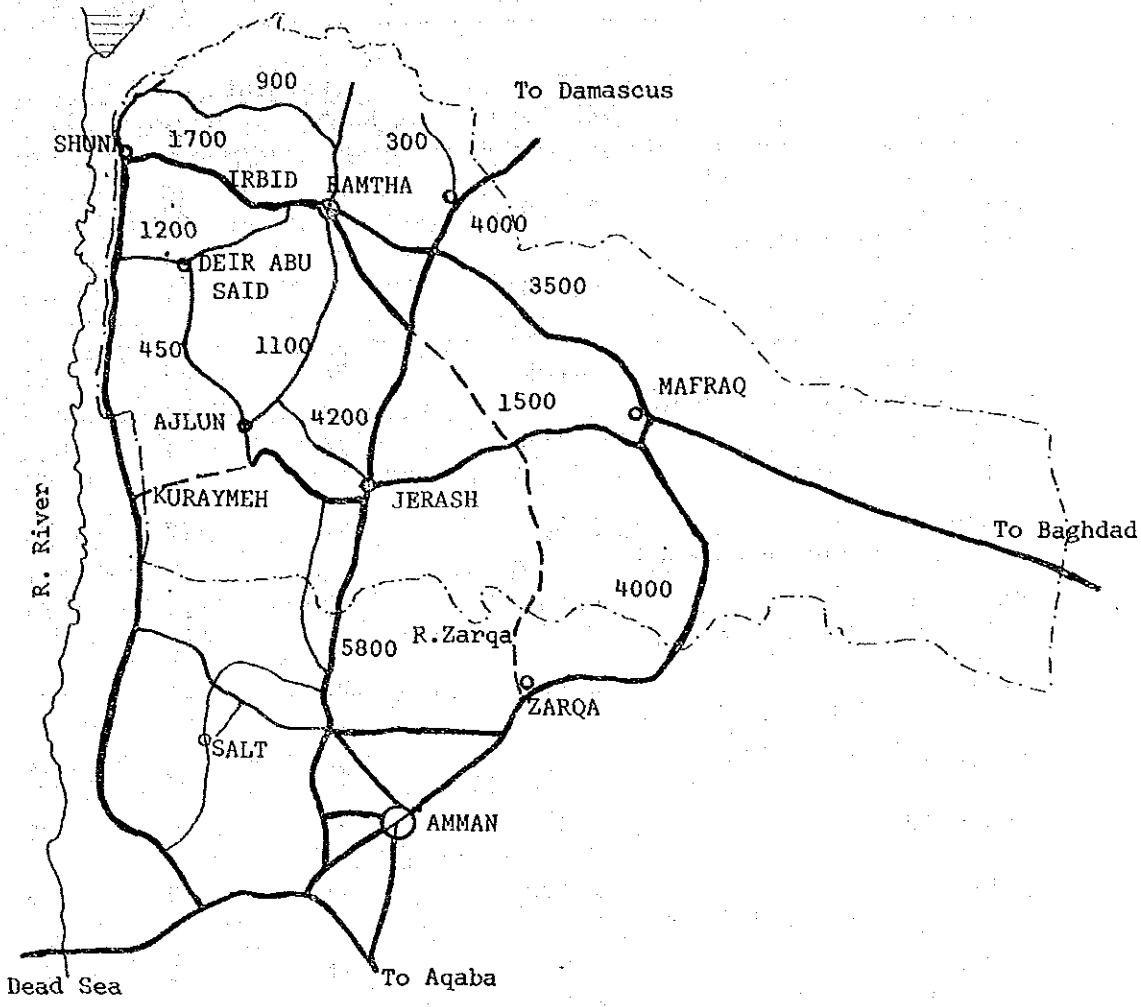 900
To Damascus
SHUNA
1700
300
IRBID
RAMTHA
4000
1200
DEIR ABU
SAID
3500
450
1100
MAFRAQ
1500
AJLUN
4200
KURAYMEH
JERASH
To Baghdad
R. River
4000
5800
R.Zarqa
ZARQA
SALT
AMMAN
To Aqaba
Dead Sea